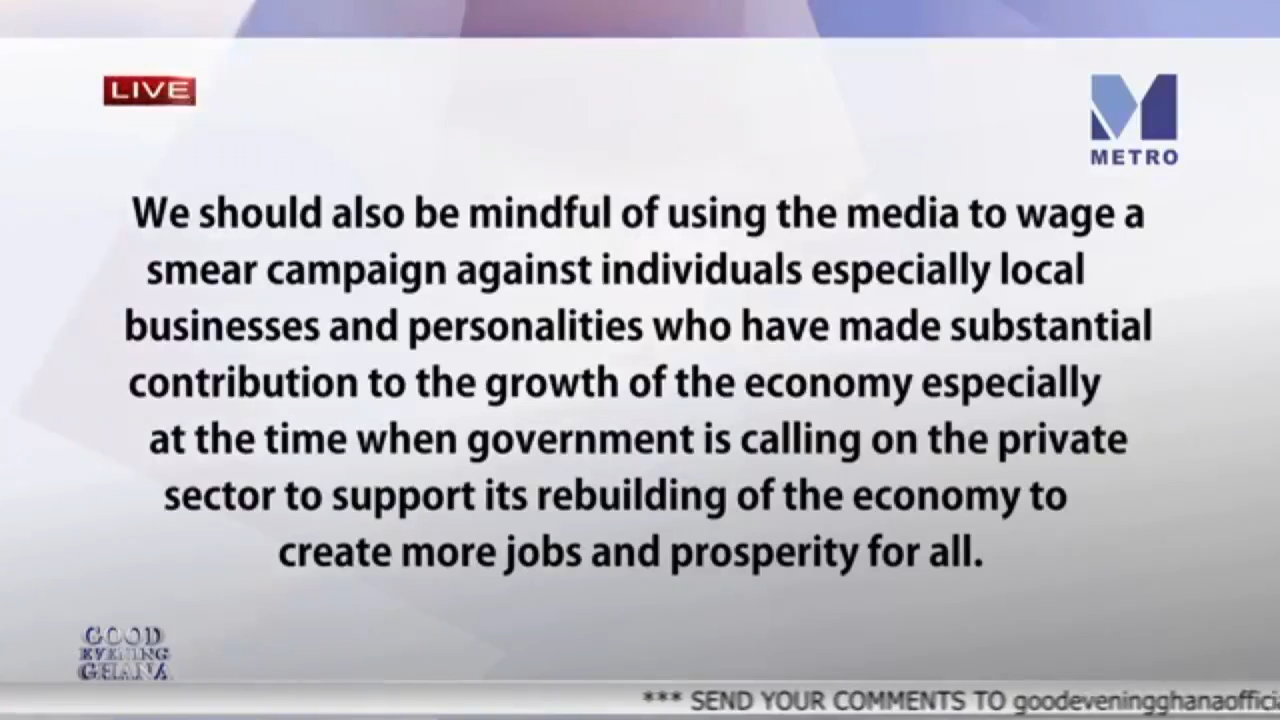 LIVE
METRO
We should also be mindful of using the media to wage a
smear campaign against individuals especially local
businesses and personalities who have made substantial
contribution to the growth of the economy especially
at the time when government is calling on the private
sector to support its rebuilding of the economy to
create more jobs and prosperity for all.
GOOD
EVENING
GHANA
*** SEND YOUR COMMENTS TO goodeveningghanaoffici